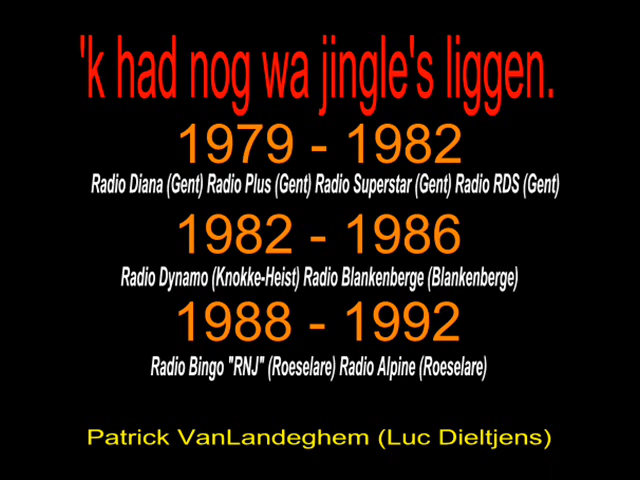 'k had nog wa jingle's liggen.
1979 - 1982
Radio Diana (Gent) Radio Plus (Gent) Radio Superstar (Gent) Radio RDS (Gent)
1982 - 1986
Radio Dynamo (Knokke-Heist) Radio Blankenberge (Blankenberge)
1988 - 1992
Radio Bingo "RNJ" (Roeselare) Radio Alpine (Roeselare)
Patrick VanLandeghem (Luc Dieltjens)